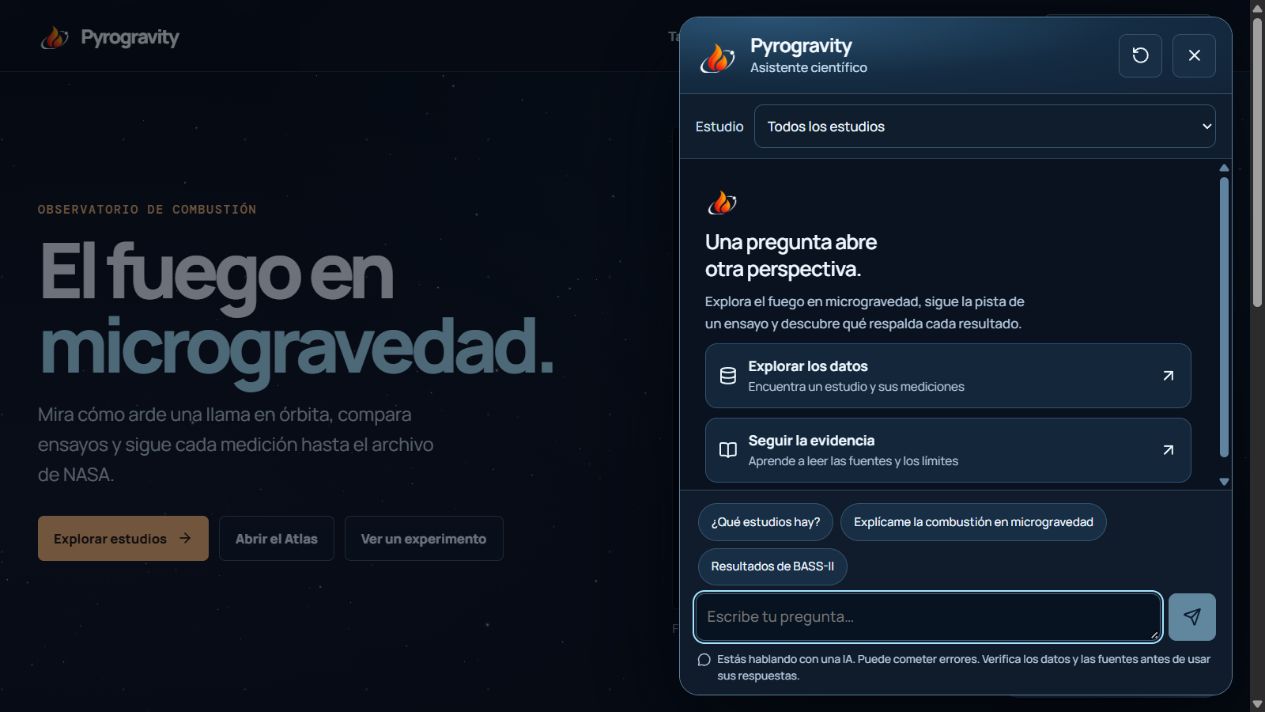 Pyrogravity
OBSERVATORIO DE COMBUSTIÓN
El fuego en
microgravedad.
Mira cómo arde una llama en órbita, compara
ensayos y sigue cada medición hasta el archivo
de NASA.
Explorar estudios
Abrir el Atlas
Ver un experimento
Pyrogravity
Asistente científico
Estudio
Todos los estudios
Una pregunta abre
otra perspectiva.
Explora el fuego en microgravedad, sigue la pista de
un ensayo y descubre qué respalda cada resultado.
Explorar los datos
Encuentra un estudio y sus mediciones
Seguir la evidencia
Aprende a leer las fuentes y los límites
¿Qué estudios hay?
Explícame la combustión en microgravedad
Resultados de BASS-II
Escribe tu pregunta...
Estás hablando con una IA. Puede cometer errores. Verifica los datos y las fuentes antes de usar
sus respuestas.